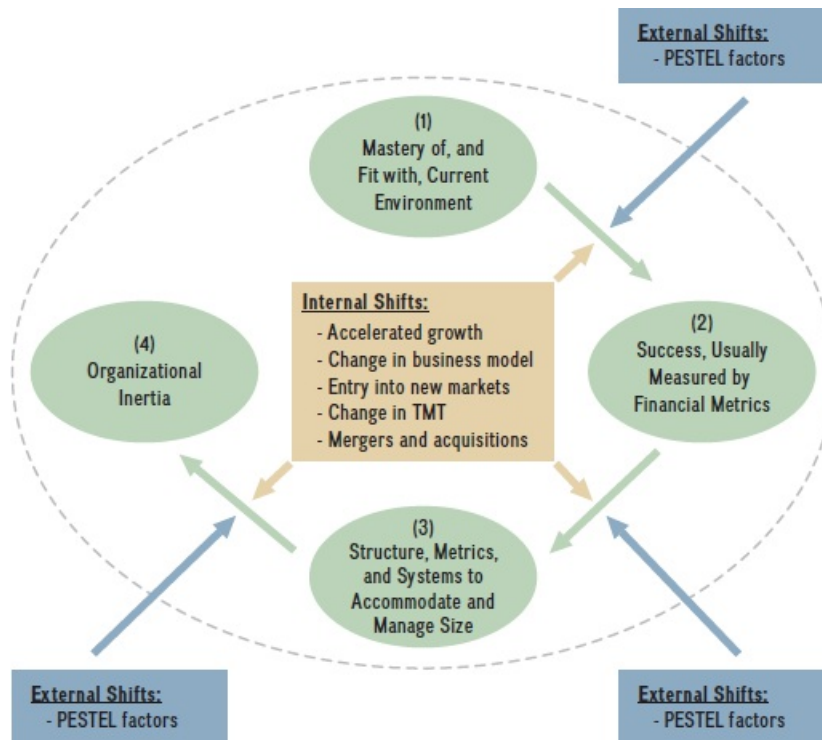 External Shifts:
- PESTEL factors
(1)
Mastery of, and
Fit with, Current
Environment
Internal Shifts:
- Accelerated growth
- Change in business model
- Entry into new markets
- Change in TMT
- Mergers and acquisitions
(2)
Success, Usually
Measured by
Financial Metrics
(4)
Organizational
Inertia
(3)
Structure, Metrics,
and Systems to
Accommodate and
Manage Size
External Shifts:
- PESTEL factors
External Shifts:
- PESTEL factors